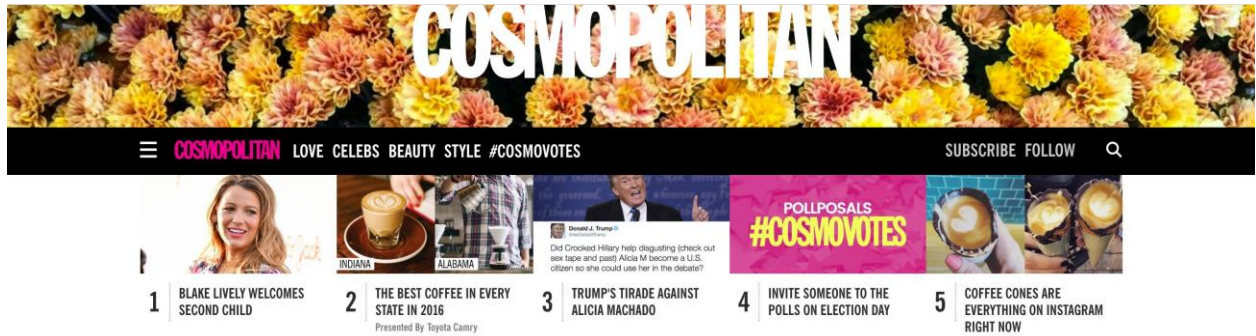 COSMOPOLITAN
COSMOPOLITAN LOVE CELEBS BEAUTY STYLE #COSMOVOTES SUBSCRIBE FOLLOW
INDIANA
ALABAMA
Donald J. Trump
@realDonaldTrump
Did Crooked Hillary help disgusting (check out
sex tape and past) Alicia M become a U.S.
citizen so she could use her in the debate?
POLLPOSALS
#COSMOVOTES
1 BLAKE LIVELY WELCOMES
SECOND CHILD
2 THE BEST COFFEE IN EVERY
STATE IN 2016
Presented By Toyota Camry
3 TRUMP'S TIRADE AGAINST
ALICIA MACHADO
4 INVITE SOMEONE TO THE
POLLS ON ELECTION DAY
5 COFFEE CONES ARE
EVERYTHING ON INSTAGRAM
RIGHT NOW